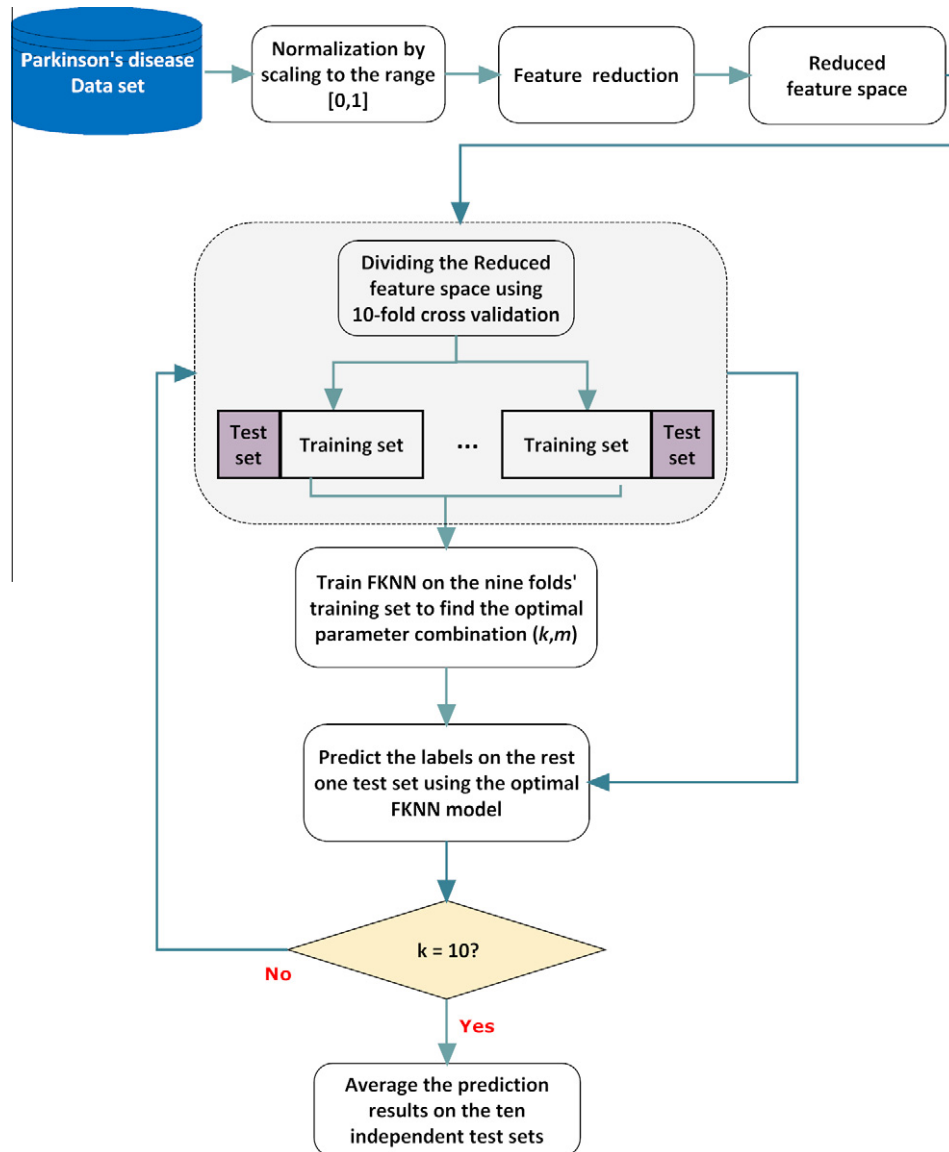 Parkinson's disease
Data set
Normalization by
scaling to the range
[0,1]
Feature reduction
Reduced
feature space
Dividing the Reduced
feature space using
10-fold cross validation
Test
set
Training set
...
Training set
Test
set
Train FKNN on the nine folds'
training set to find the optimal
parameter combination (k,m)
Predict the labels on the rest
one test set using the optimal
FKNN model
k = 10?
No
Yes
Average the prediction
results on the ten
independent test sets